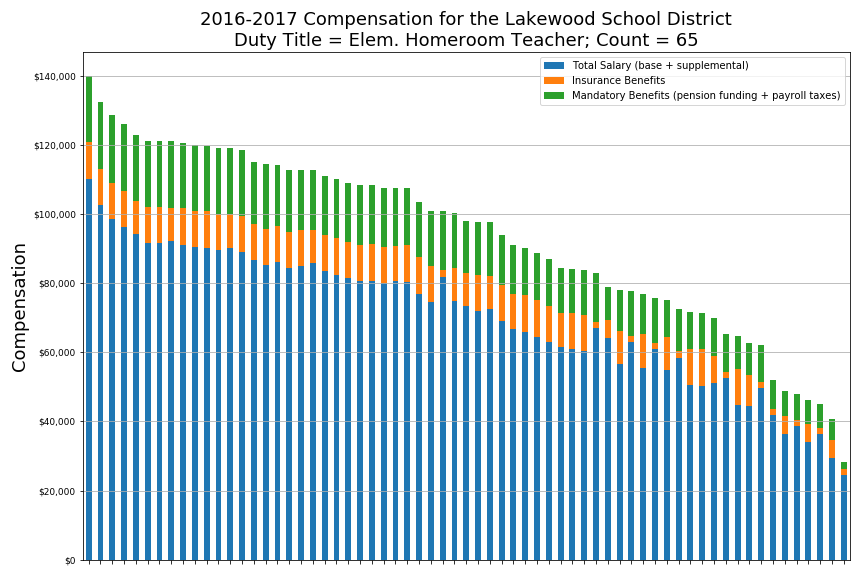 2016-2017 Compensation for the Lakewood School District
Duty Title = Elem. Homeroom Teacher; Count = 65
Total Salary (base + supplemental)
Insurance Benefits
Mandatory Benefits (pension funding + payroll taxes)
Compensation
$140,000
$120,000
$100,000
$80,000
$60,000
$40,000
$20,000
$0